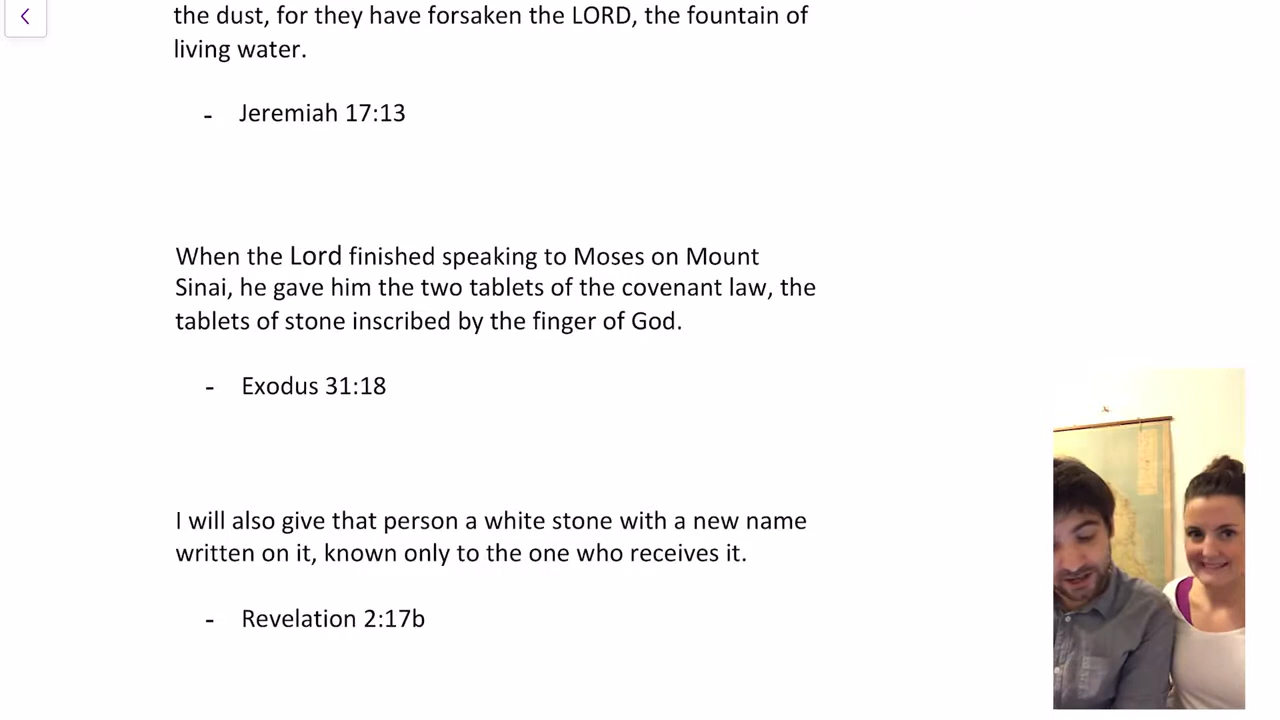 the dust, for they have forsaken the LORD, the fountain of
living water.
- Jeremiah 17:13
When the Lord finished speaking to Moses on Mount
Sinai, he gave him the two tablets of the covenant law, the
tablets of stone inscribed by the finger of God.
- Exodus 31:18
I will also give that person a white stone with a new name
written on it, known only to the one who receives it.
- Revelation 2:17b